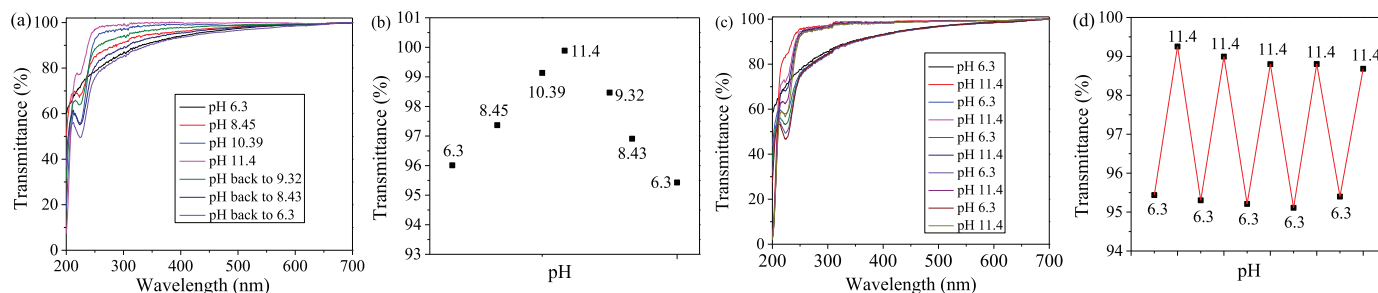 (a)
Transmittance (%)
100
80
60
40
20
0
pH 6.3
pH 8.45
pH 10.39
pH 11.4
pH back to 9.32
pH back to 8.43
pH back to 6.3
200 300 400 500 600 700
Wavelength (nm)
(b)
Transmittance (%)
101
100
99
98
97
96
95
94
93
6.3
8.45
10.39
11.4
9.32
8.43
6.3
pH
(c)
Transmittance (%)
100
80
60
40
20
0
pH 6.3
pH 11.4
pH 6.3
pH 11.4
pH 6.3
pH 11.4
pH 6.3
pH 11.4
pH 6.3
pH 11.4
200 300 400 500 600 700
Wavelength (nm)
(d)
Transmittance (%)
100
99
98
97
96
95
94
11.4 11.4 11.4 11.4 11.4
6.3 6.3 6.3 6.3 6.3
pH